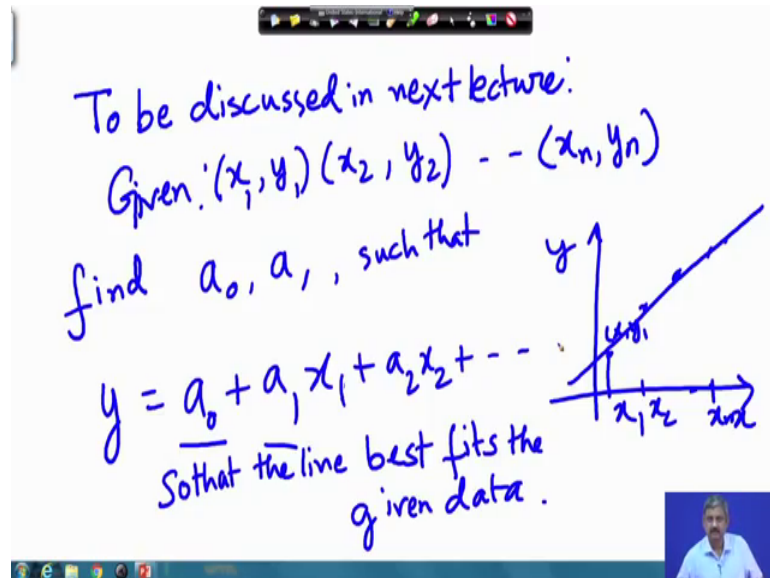 To be discussed in next lecture:
Given: (x₁, y₁) (x₂, y₂) - - (xₙ, yₙ)
find a₀, a₁, such that
y
y = a₀ + a₁x₁ + a₂x₂ + - - -
x₁ x₂ xₙ x
So that the line best fits the
given data.